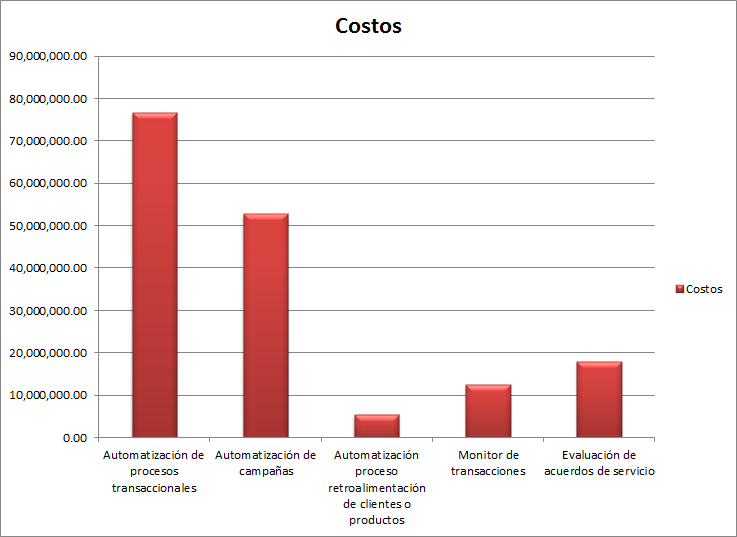 Costos
90,000,000.00
80,000,000.00
70,000,000.00
60,000,000.00
50,000,000.00
40,000,000.00
30,000,000.00
20,000,000.00
10,000,000.00
0.00
Automatización de
procesos
transaccionales
Automatización de
campañas
Automatización
proceso
retroalimentación
de clientes o
productos
Monitor de
transacciones
Evaluación de
acuerdos de servicio
Costos